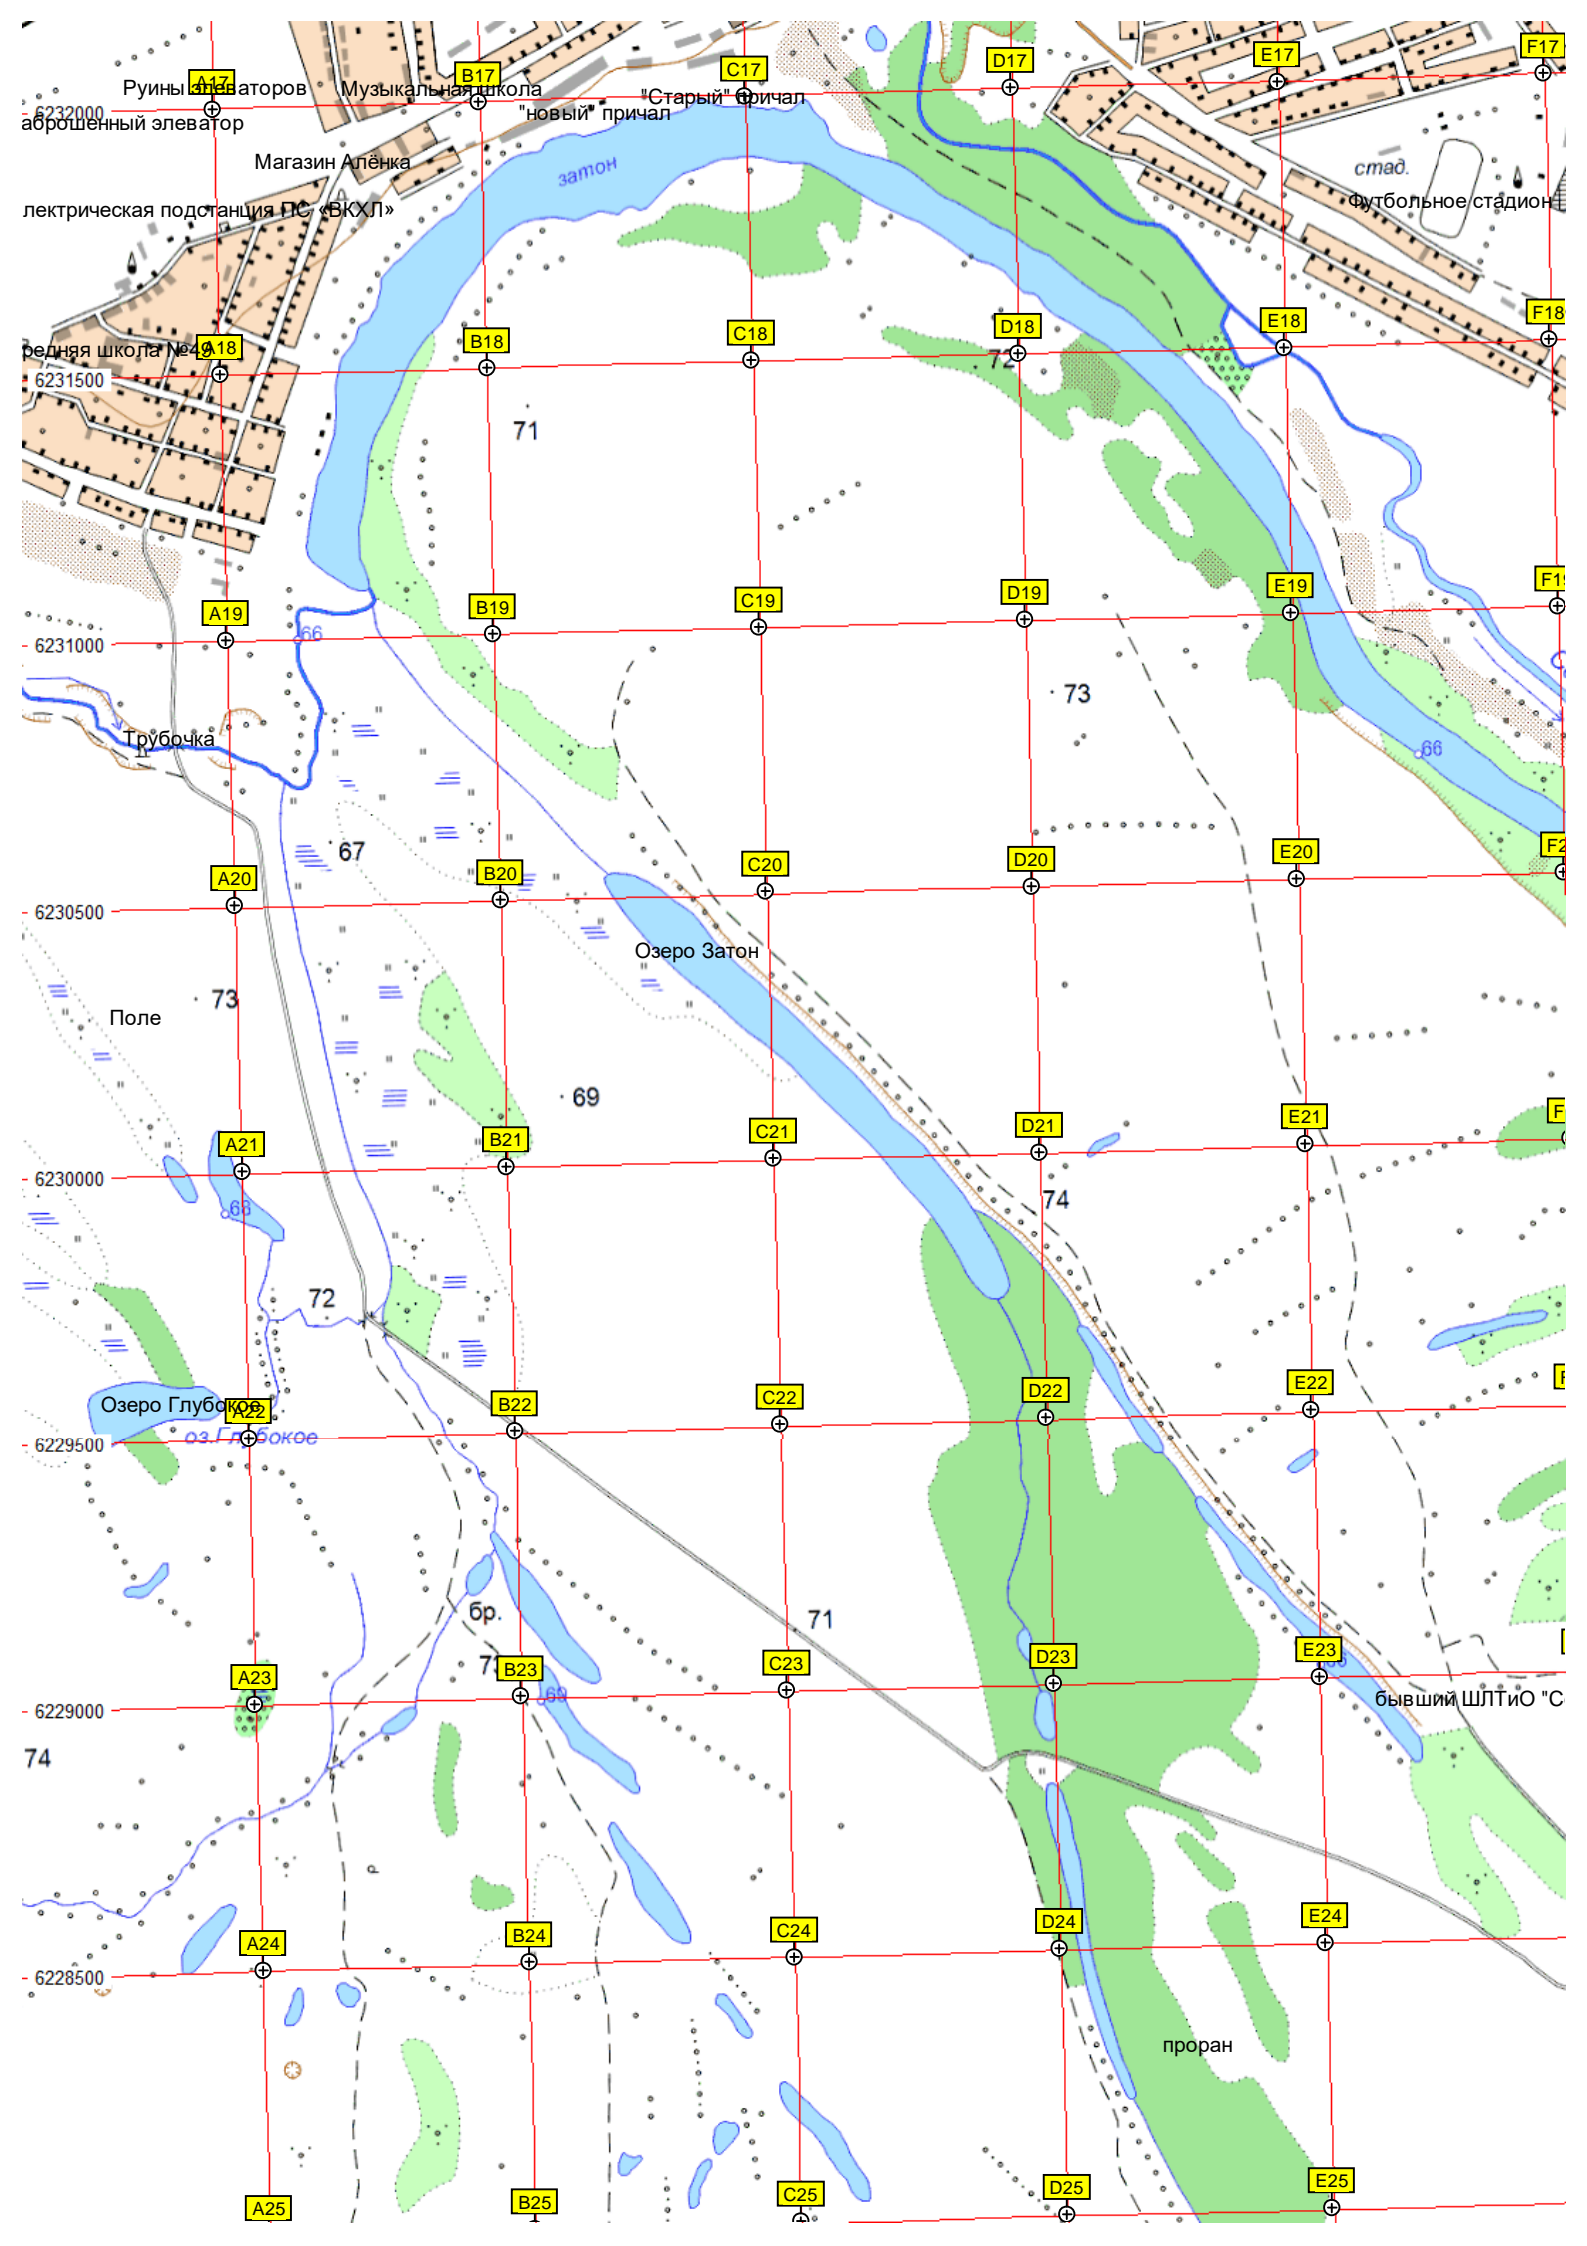 F17
D17
E17
C17
B17
A17
Руины элеваторов
Музыкальная школа
"Старый" причал
"новый" причал
6232000
аброшенный элеватор
Магазин Алёнка
затон
стад.
Футбольное стадион
лектрическая подстанция ПС «ВКХЛ»
F18
E18
D18
C18
B18
A18
редняя школа №49
72
6231500
71
F19
E19
D19
C19
B19
A19
66
6231000
73
Трубочка
66
67
F2
E20
D20
C20
B20
A20
6230500
Озеро Затон
73
Поле
69
F
E21
D21
C21
B21
A21
6230000
68
74
72
F
E22
D22
C22
B22
A22
Озеро Глубокое
оз.Глубокое
6229500
бр.
71
E23
D23
C23
B23
A23
66
69
6229000
бывший ШЛТиО "С
74
E24
D24
C24
B24
A24
6228500
проран
E25
D25
C25
B25
A25